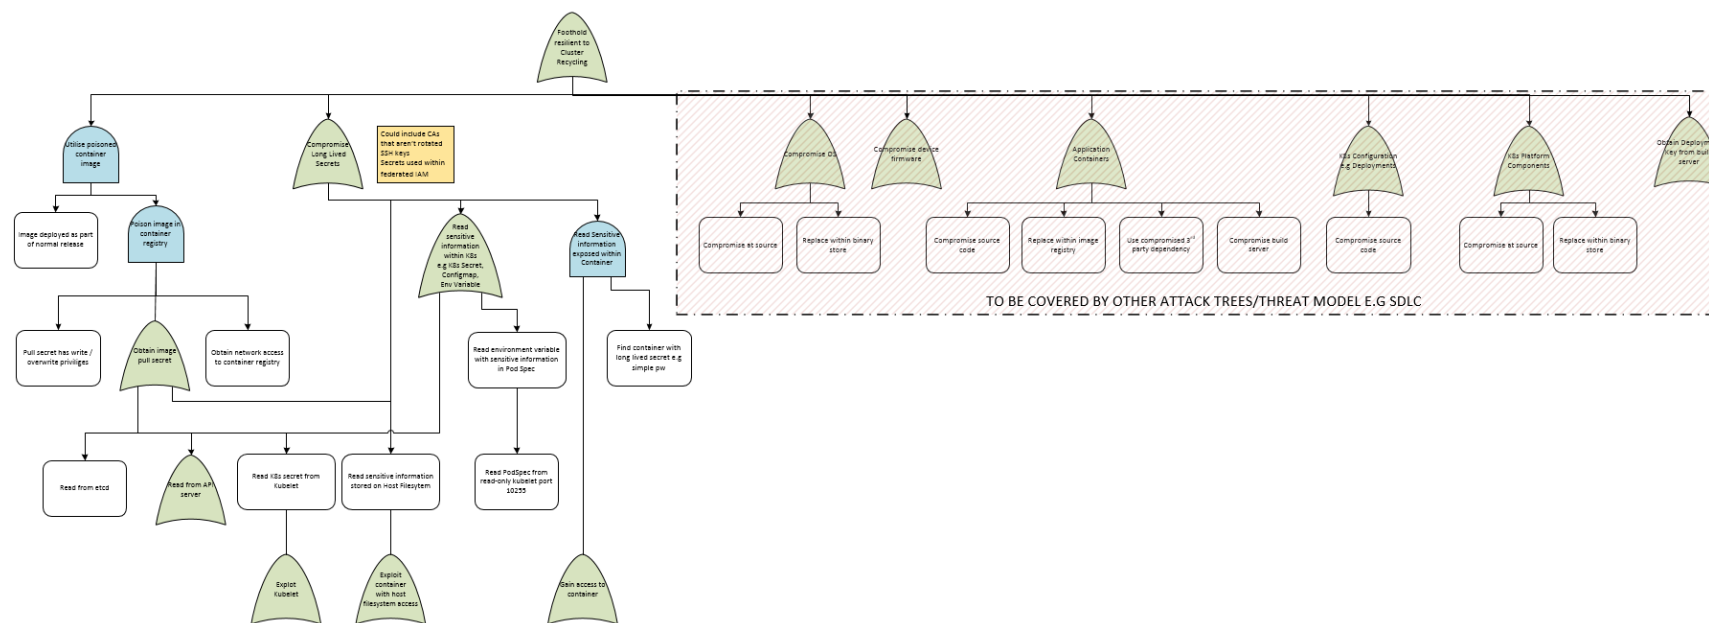 Foothold
resilient to
Cluster
Recycling
Utilise poisoned
container
image
Compromise
Long Lived
Secrets
Could include CAs
that aren't rotated
SSH keys
Secrets used within
federated IAM
Compromise OS
Compromise device
firmware
Application
Containers
K8s Configuration
e.g Deployments
K8s Platform
Components
Obtain Deploym
Key from buil
server
Image deployed as part
of normal release
Poison image in
container
registry
Read
sensitive
information
within K8s
e.g K8s Secret,
Configmap,
Env Variable
Read Sensitive
information
exposed within
Container
Compromise at source
Replace within binary
store
Compromise source
code
Replace within image
registry
Use compromised 3rd
party dependency
Compromise build
server
Compromise source
code
Compromise at source
Replace within binary
store
TO BE COVERED BY OTHER ATTACK TREES/THREAT MODEL E.G SDLC
Pull secret has write /
overwrite priviliges
Obtain image
pull secret
Obtain network access
to container registry
Read environment variable
with sensitive information
in Pod Spec
Find container with
long lived secret e.g
simple pw
Read from etcd
Read from API
server
Read K8s secret from
Kubelet
Read sensitive information
stored on Host Filesytem
Read PodSpec from
read-only kubelet port
10255
Explot
Kubelet
Exploit
container
with host
filesystem access
Gain access to
container